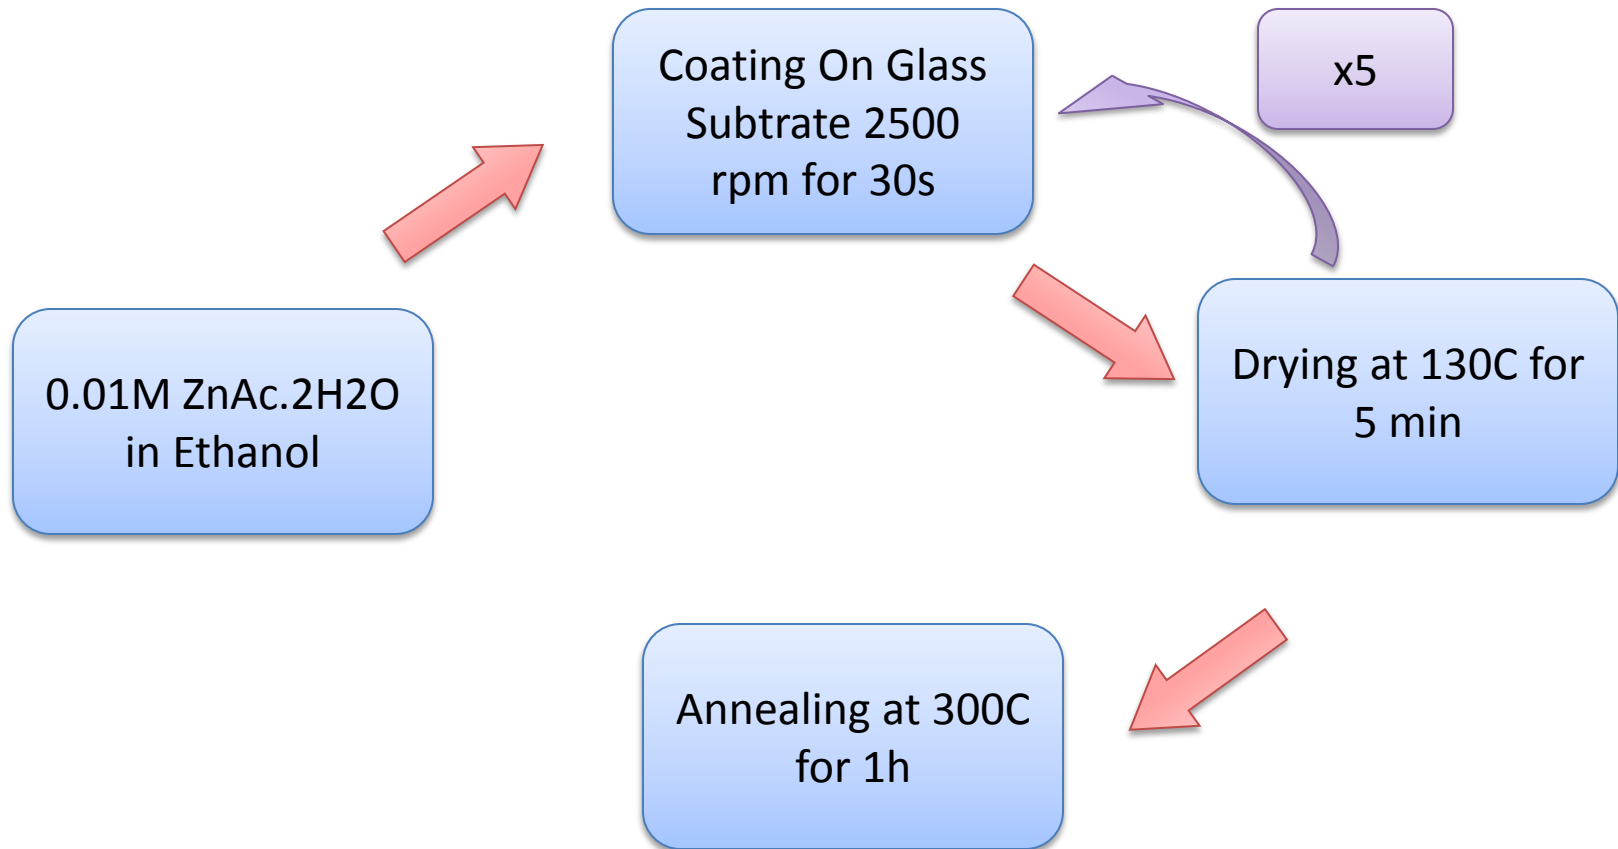 Coating On Glass
Subtrate 2500
rpm for 30s
x5
0.01M ZnAc.2H2O
in Ethanol
Drying at 130C for
5 min
Annealing at 300C
for 1h